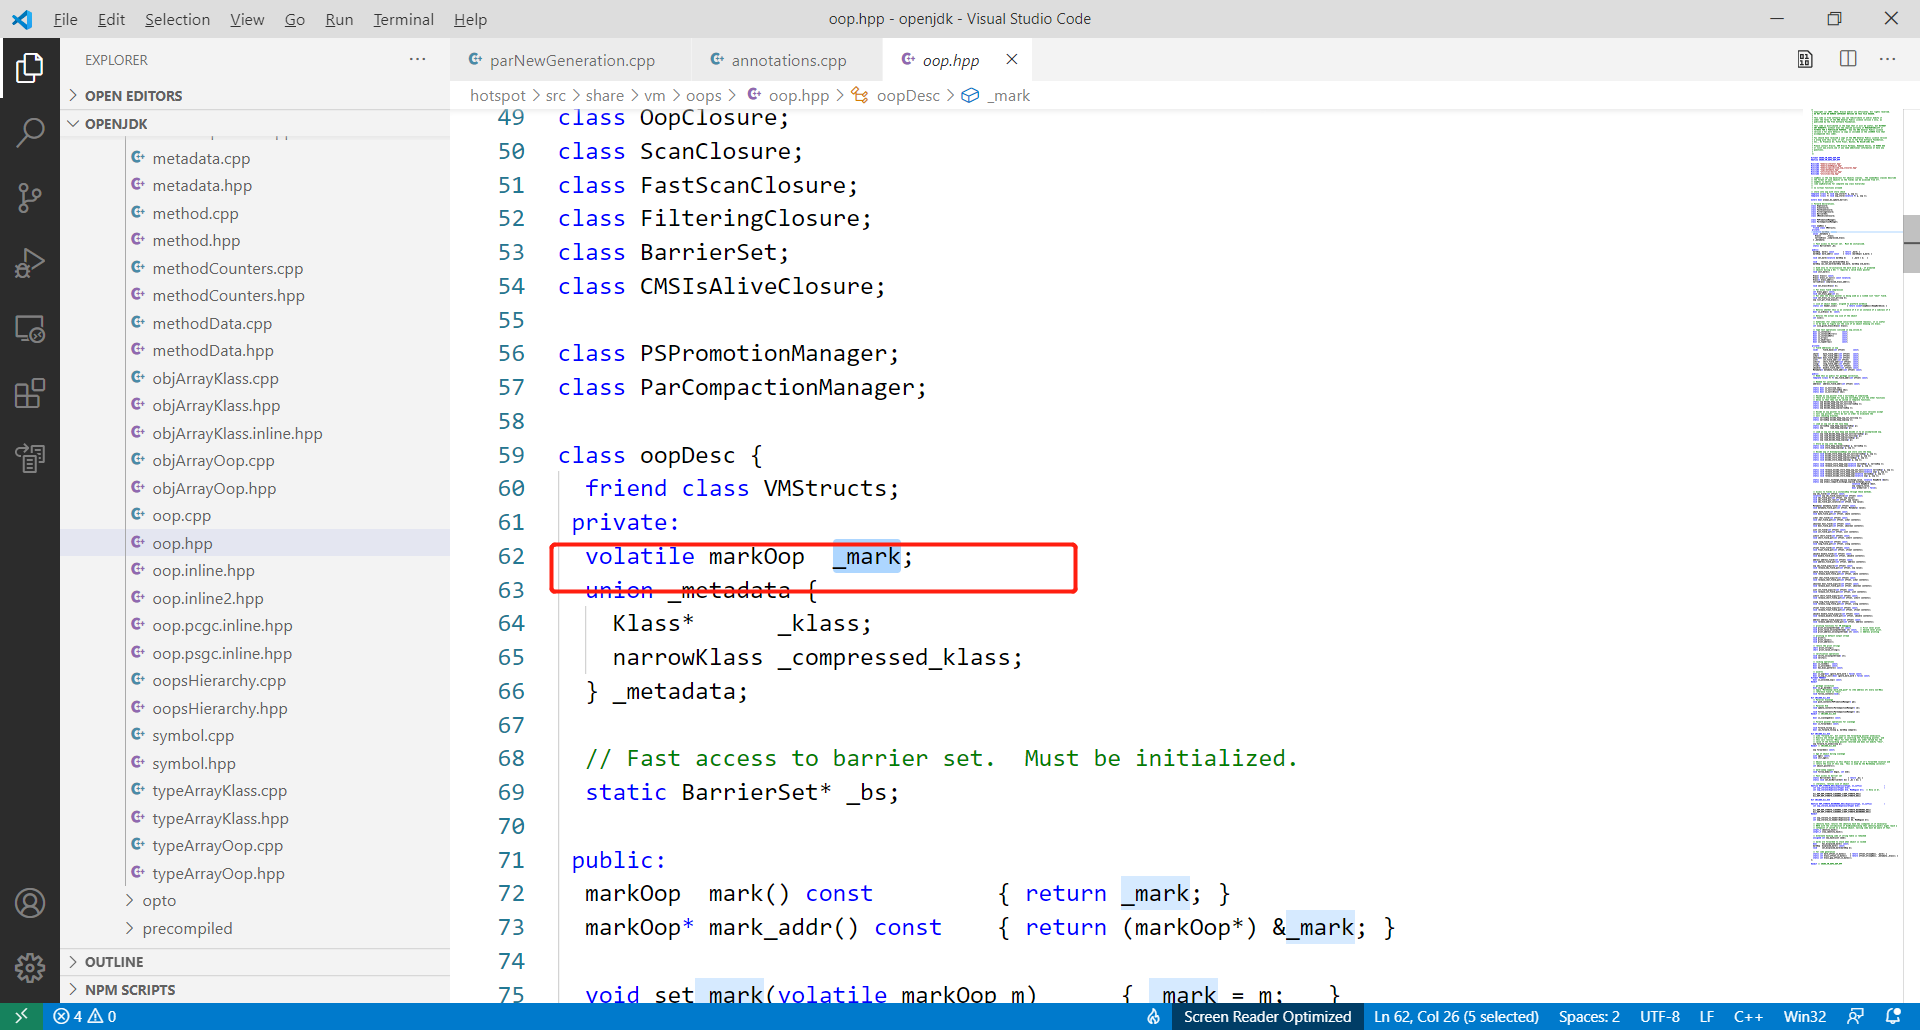 File Edit Selection View Go Run Terminal Help
oop.hpp - openjdk - Visual Studio Code
EXPLORER
OPEN EDITORS
OPENJDK
metadata.cpp
metadata.hpp
method.cpp
method.hpp
methodCounters.cpp
methodCounters.hpp
methodData.cpp
methodData.hpp
objArrayKlass.cpp
objArrayKlass.hpp
objArrayKlass.inline.hpp
objArrayOop.cpp
objArrayOop.hpp
oop.cpp
oop.hpp
oop.inline.hpp
oop.inline2.hpp
oop.pcgc.inline.hpp
oop.psgc.inline.hpp
oopsHierarchy.cpp
oopsHierarchy.hpp
symbol.cpp
symbol.hpp
typeArrayKlass.cpp
typeArrayKlass.hpp
typeArrayOop.cpp
typeArrayOop.hpp
opto
precompiled
OUTLINE
NPM SCRIPTS
parNewGeneration.cpp annotations.cpp oop.hpp
hotspot > src > share > vm > oops > oop.hpp > oopDesc > _mark
49 class OopClosure;
50 class ScanClosure;
51 class FastScanClosure;
52 class FilteringClosure;
53 class BarrierSet;
54 class CMSIsAliveClosure;
55
56 class PSPromotionManager;
57 class ParCompactionManager;
58
59 class oopDesc {
60 friend class VMStructs;
61 private:
62 volatile markOop _mark;
63 union _metadata {
64 Klass* _klass;
65 narrowKlass _compressed_klass;
66 } _metadata;
67
68 // Fast access to barrier set. Must be initialized.
69 static BarrierSet* _bs;
70
71 public:
72 markOop mark() const { return _mark; }
73 markOop* mark_addr() const { return (markOop*) &_mark; }
74
75 void set_mark(volatile markOop m) { _mark = m; }
4 0
Screen Reader Optimized Ln 62, Col 26 (5 selected) Spaces: 2 UTF-8 LF C++ Win32